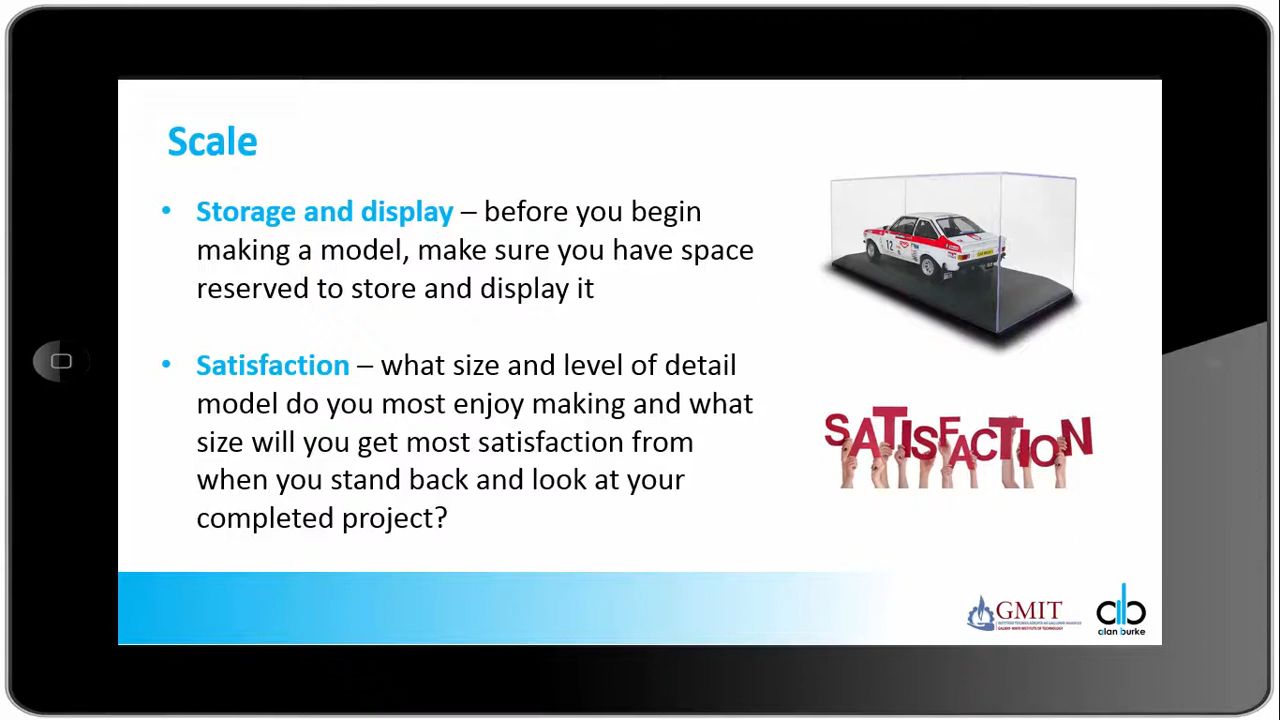 Scale
• Storage and display – before you begin
making a model, make sure you have space
reserved to store and display it
• Satisfaction – what size and level of detail
model do you most enjoy making and what
size will you get most satisfaction from
when you stand back and look at your
completed project?
12
SATISFACTION
GMIT
GALWAY-MAYO INSTITUTE OF TECHNOLOGY
alan burke